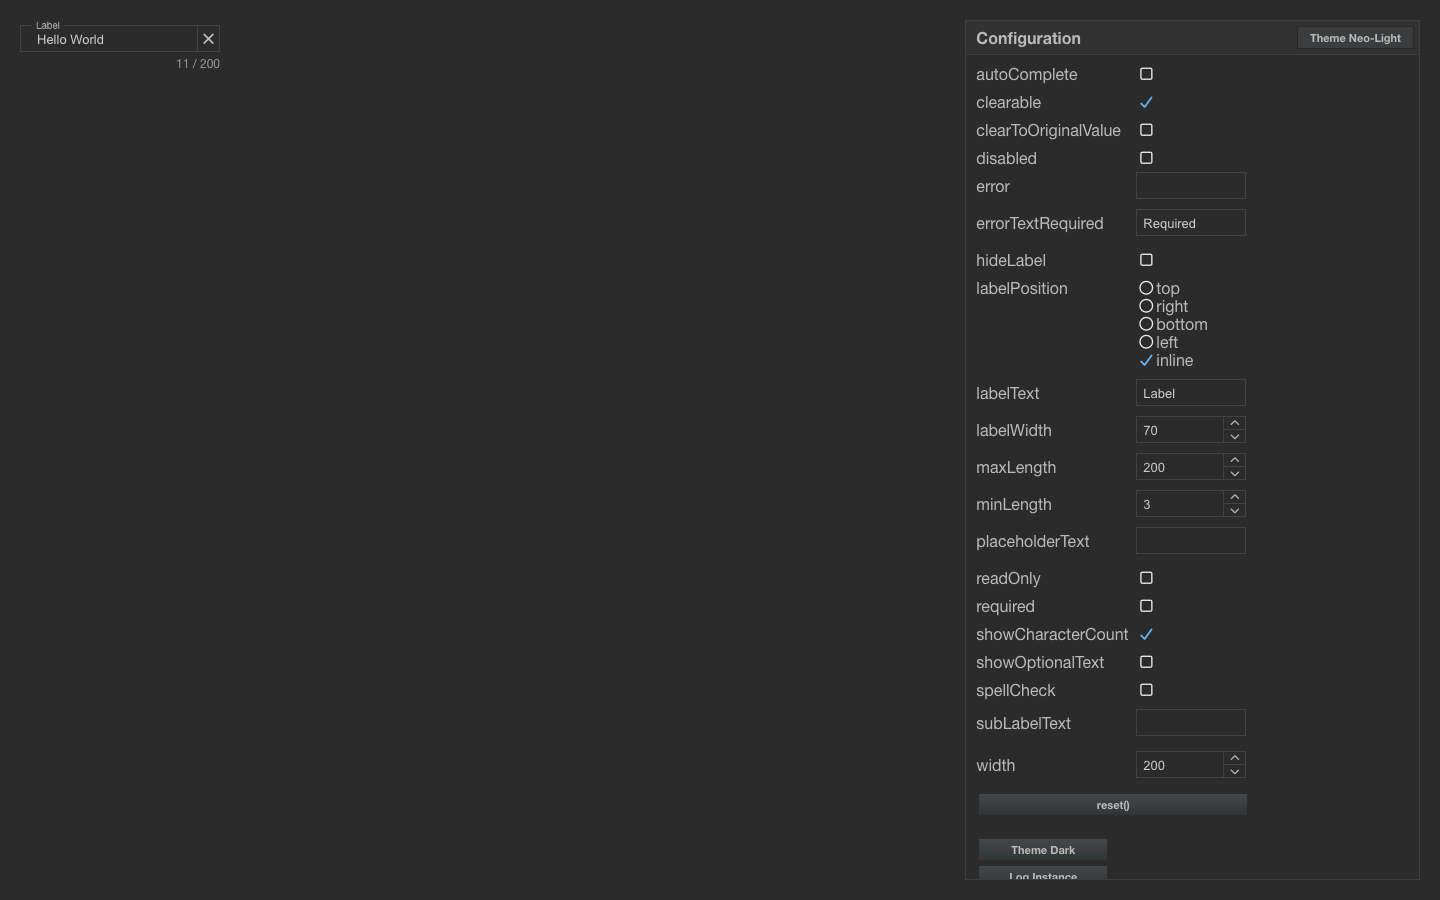 Label
Hello World
11 / 200
Configuration
Theme Neo-Light
autoComplete
clearable
clearToOriginalValue
disabled
error
errorTextRequired Required
hideLabel
labelPosition top
right
bottom
left
inline
labelText Label
labelWidth 70
maxLength 200
minLength 3
placeholderText
readOnly
required
showCharacterCount
showOptionalText
spellCheck
subLabelText
width 200
reset()
Theme Dark
Log Instance